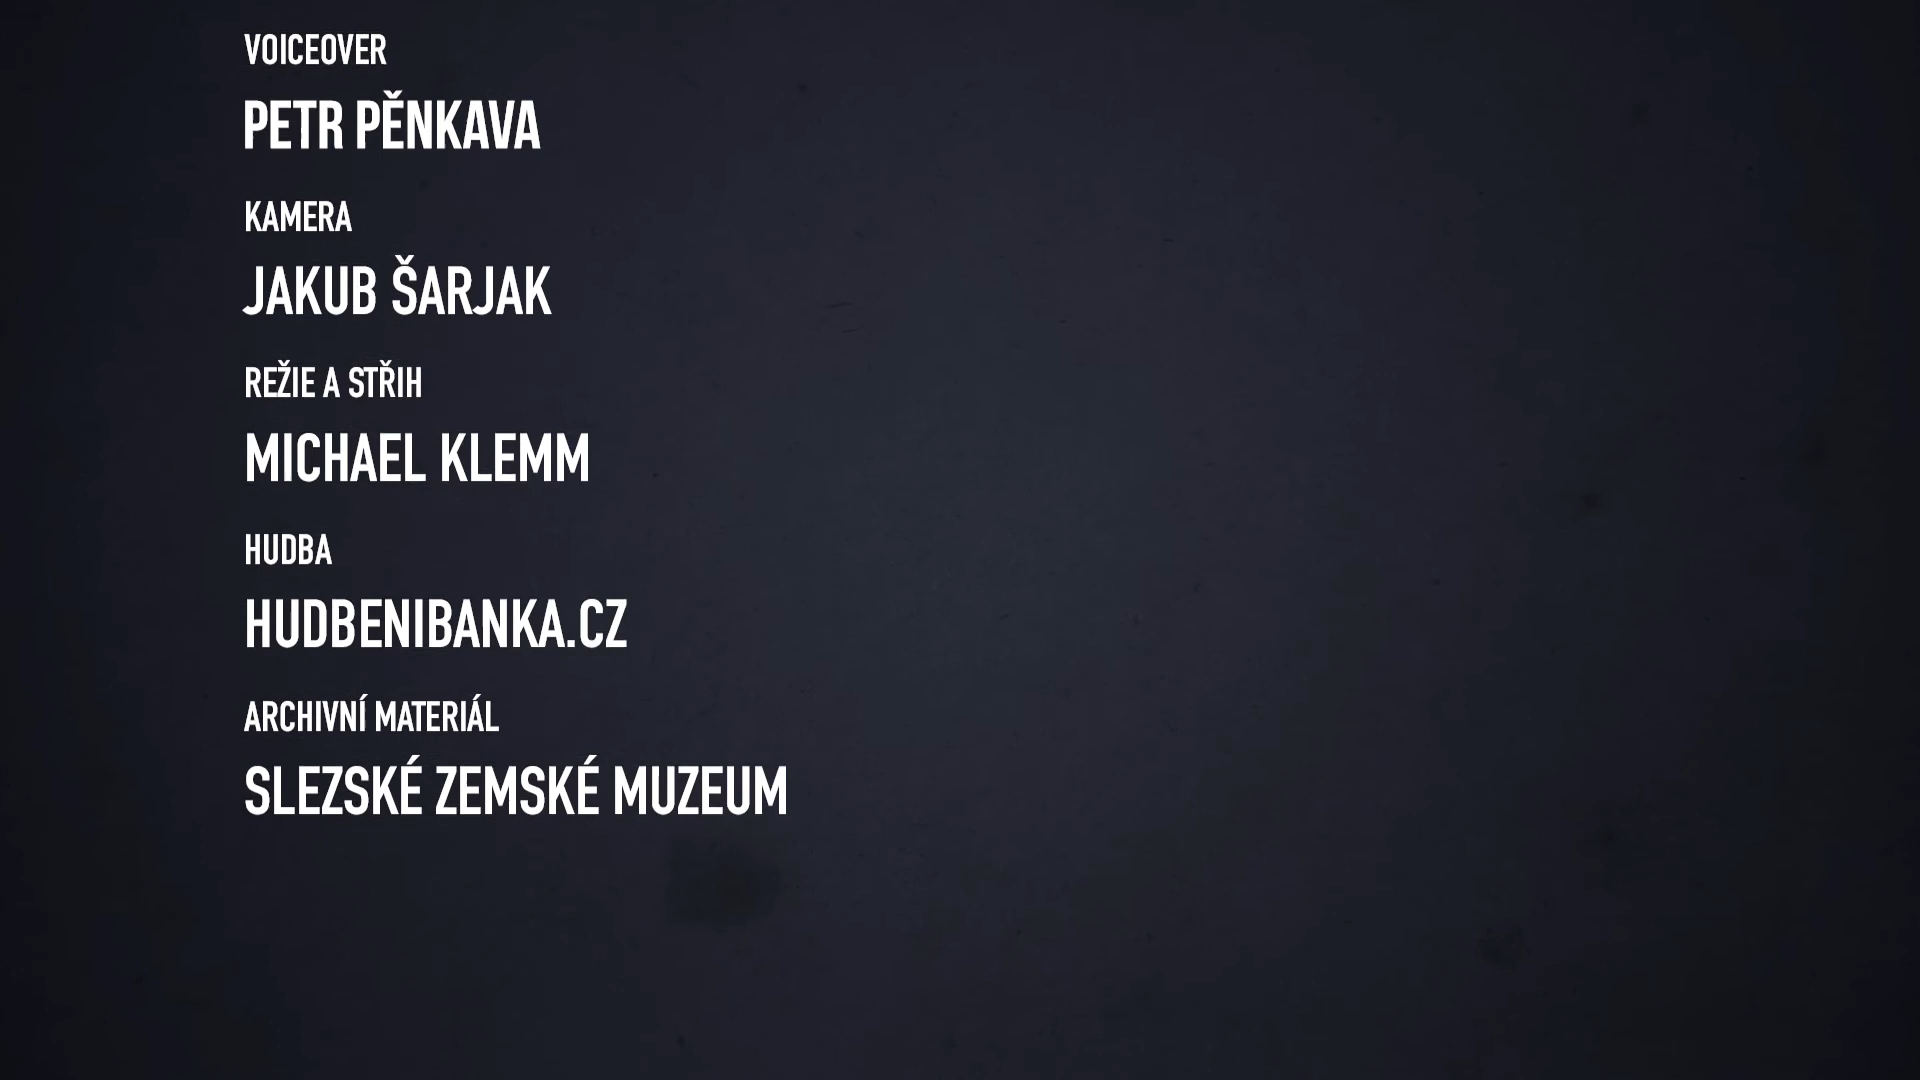 VOICEOVER
PETR PĚNKAVA
KAMERA
JAKUB ŠARJAK
REŽIE A STŘIH
MICHAEL KLEMM
HUDBA
HUDBENIBANKA.CZ
ARCHIVNÍ MATERIÁL
SLEZSKÉ ZEMSKÉ MUZEUM